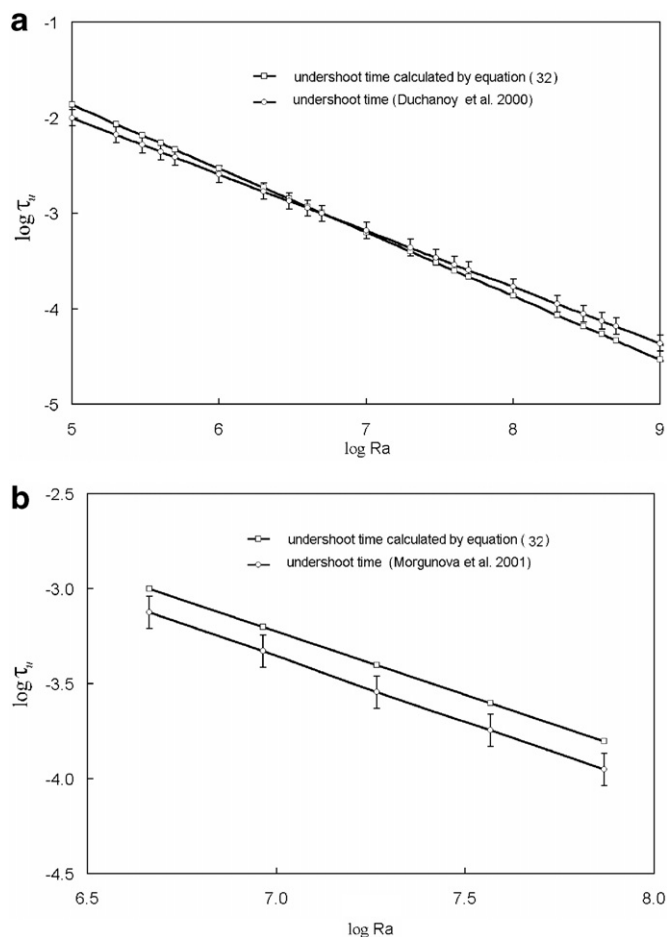 a
-1
undershoot time calculated by equation ( 32)
undershoot time (Duchanoy et al. 2000)
-2
log τu
-3
-4
-5
5 6 7 8 9
log Ra
b
-2.5
undershoot time calculated by equation ( 32)
undershoot time (Morgunova et al. 2001)
-3.0
log τu
-3.5
-4.0
-4.5
6.5 7.0 7.5 8.0
log Ra